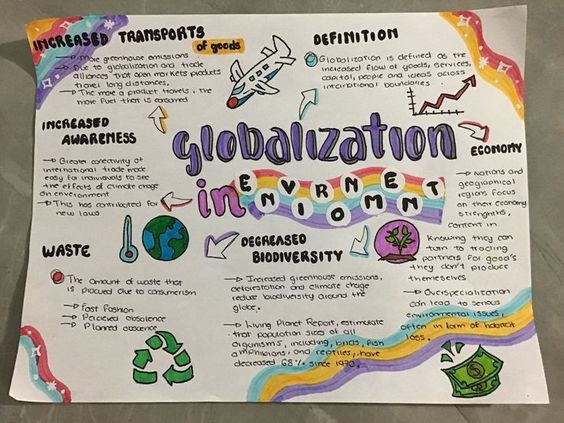 INCREASED TRANSPORTS
of goods
→ More greenhouse emissions
→ Due to globalization and trade
alliances that open markets products
travel long distances.
→ The more a product travels, the
more fuel that is consumed
DEFINITION
Globalization is defined as the
increased flow of goods, services,
capital, people and ideas across
international boundaries.
INCREASED
AWARENESS
→ Greater conectivity of
international trade made
easy for individuals to see
the effects of climate change
on environment
→ This has contributed for
new laws
globalization
in ENVIRONMENT
ECONOMY
→ Nations and
geographical
regions focus
on their economy
strenghts,
content in
Knowing they can
turn to trading
partners for goods
they don't produce
themselves
→ Overspecialization
can lead to serious
environmental issues,
often in form of habitat
loss.
WASTE
The amount of waste that
is produced due to consumerism
→ Fast Fashion
→ Perceived obsolence
→ Planned obscence
DECREASED
BIODIVERSITY
→ Increased greenhouse emissions,
deforestation and climate change
reduce biodiversity around the
globe.
→ Living Planet Report, estimate
that population sizes of all
organisms, including, birds, fish
amphibians, and reptiles, have
decreased 68% since 1970.